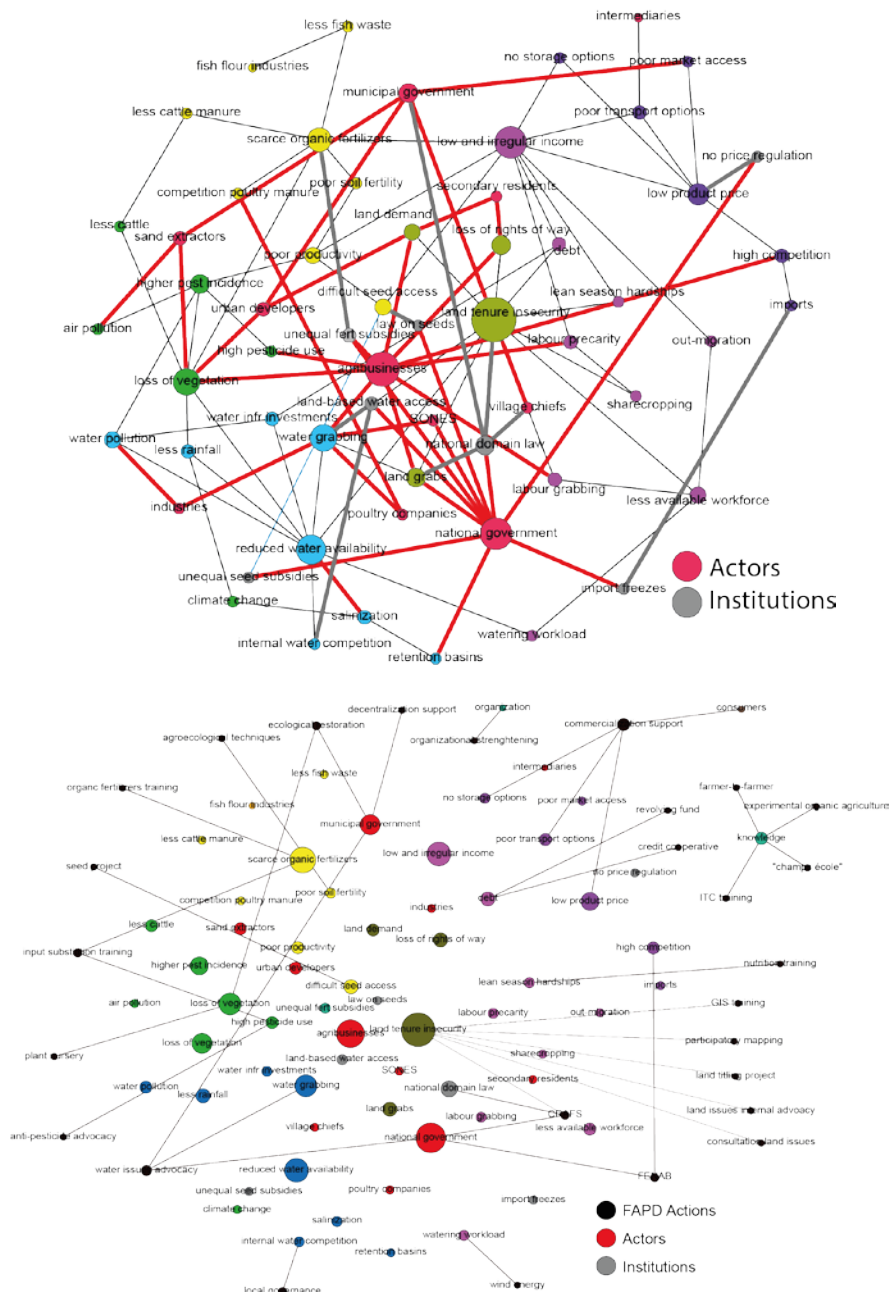 intermediaries
less fish waste
no storage options
poor market access
fish flour industries
municipal government
less cattle manure
poor transport options
scarce organic fertilizers
low and irregular income
no price regulation
poor soil fertility
competition poultry manure
secondary residents
low product price
land demand
less cattle
sand extractors
loss of rights of way
debt
poor productivity
high competition
higher pest incidence
difficult seed access
lean season hardships
imports
urban developers
land tenure insecurity
air pollution
law on seeds
unequal fert subsidies
labour precarity
out-migration
high pesticide use
agribusinesses
loss of vegetation
land-based water access
sharecropping
village chiefs
water infr investments
SONES
water pollution
water grabbing
national domain law
less rainfall
land grabs
labour grabbing
less available workforce
industries
poultry companies
national government
reduced water availability
Actors
unequal seed subsidies
import freezes
Institutions
climate change
salinization
watering workload
internal water competition
retention basins
decentralization support
organization
consumers
ecological restoration
commercialization support
agroecological techniques
organizational strenghtening
less fish waste
intermediaries
farmer-to-farmer
organc fertilizers training
no storage options
poor market access
revolving fund
experimental organic agriculture
fish flour industries
municipal government
less cattle manure
poor transport options
credit cooperative
knowledge
scarce organic fertilizers
low and irregular income
seed project
no price regulation
"champ école"
poor soil fertility
competition poultry manure
industries
debt
low product price
ITC training
less cattle
sand extractors
land demand
loss of rights of way
high competition
input substition training
poor productivity
higher pest incidence
urban developers
nutrition training
lean season hardships
difficult seed access
imports
air pollution
loss of vegetation
law on seeds
GIS training
unequal fert subsidies
labour precarity
out-migration
high pesticide use
agribusinesses
land tenure insecurity
loss of vegetation
participatory mapping
plant nursery
land-based water access
sharecropping
water infr investments
SONES
secondary residents
land titling project
water pollution
water grabbing
national domain law
less rainfall
land grabs
labour grabbing
land issues internal advoacy
village chiefs
less available workforce
anti-pesticide advocacy
national government
consultation land issues
water issues advocacy
reduced water availability
unequal seed subsidies
poultry companies
import freezes
FAPD Actions
climate change
salinization
Actors
internal water competition
retention basins
watering workload
Institutions
local governance
wind energy